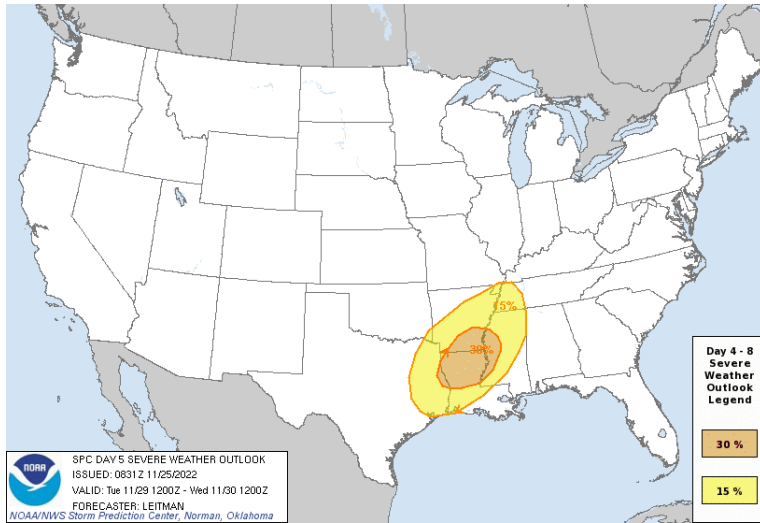 15%
30%
Day 4 - 8
Severe
Weather
Outlook
Legend
30 %
15 %
NOAA
SPC DAY 5 SEVERE WEATHER OUTLOOK
ISSUED: 0831Z 11/25/2022
VALID: Tue 11/29 1200Z - Wed 11/30 1200Z
FORECASTER: LEITMAN
NOAA/NWS Storm Prediction Center, Norman, Oklahoma